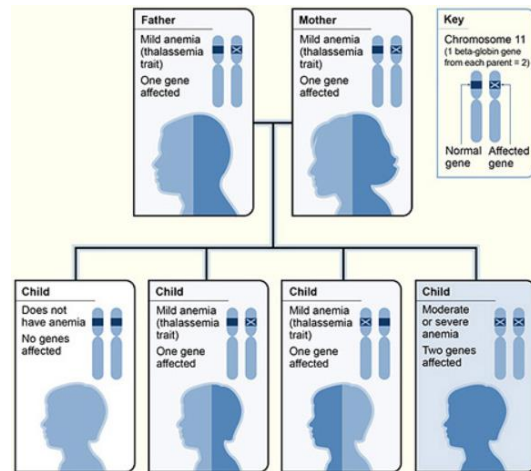 Father
Mild anemia
(thalassemia
trait)
One gene
affected
Mother
Mild anemia
(thalassemia
trait)
One gene
affected
Key
Chromosome 11
(1 beta-globin gene
from each parent = 2)
Normal
gene
Affected
gene
Child
Does not
have anemia
No genes
affected
Child
Mild anemia
(thalassemia
trait)
One gene
affected
Child
Mild anemia
(thalassemia
trait)
One gene
affected
Child
Moderate
or severe
anemia
Two genes
affected